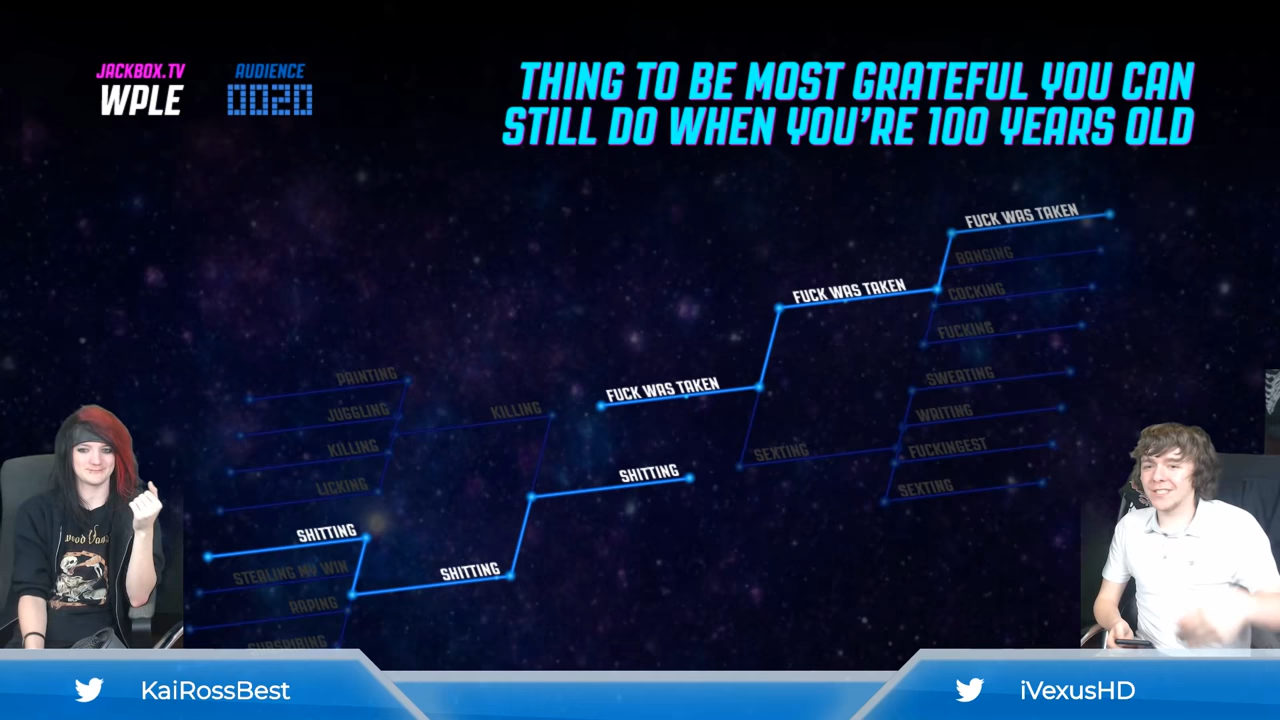 JACKBOX.TV
WPLE
AUDIENCE
0020
THING TO BE MOST GRATEFUL YOU CAN
STILL DO WHEN YOU'RE 100 YEARS OLD
PAINTING
JUGGLING
KILLING
LICKING
SHITTING
STEALING MY WIN
RAPING
KILLING
SHITTING
SHITTING
FUCK WAS TAKEN
FUCK WAS TAKEN
SEXTING
FUCK WAS TAKEN
BANGING
COCKING
FUCKING
SWEATING
WRITING
FUCKINGEST
SEXTING
KaiRossBest
iVexusHD